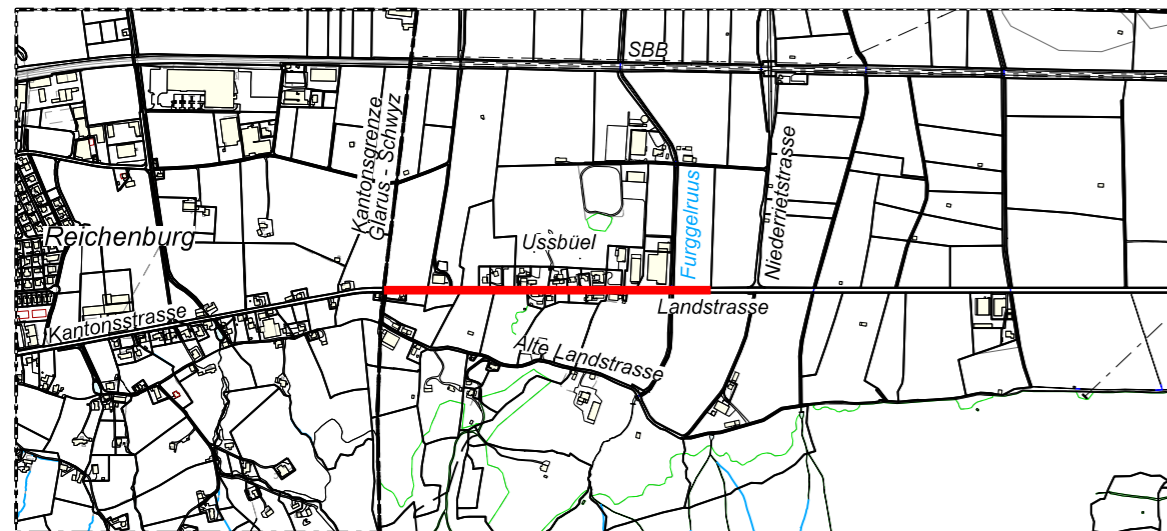 SBB
Kantonsgrenze
Glarus - Schwyz
Niederrietstrasse
Furggelruus
Reichenburg
Ussbüel
Landstrasse
Kantonsstrasse
Alte Landstrasse